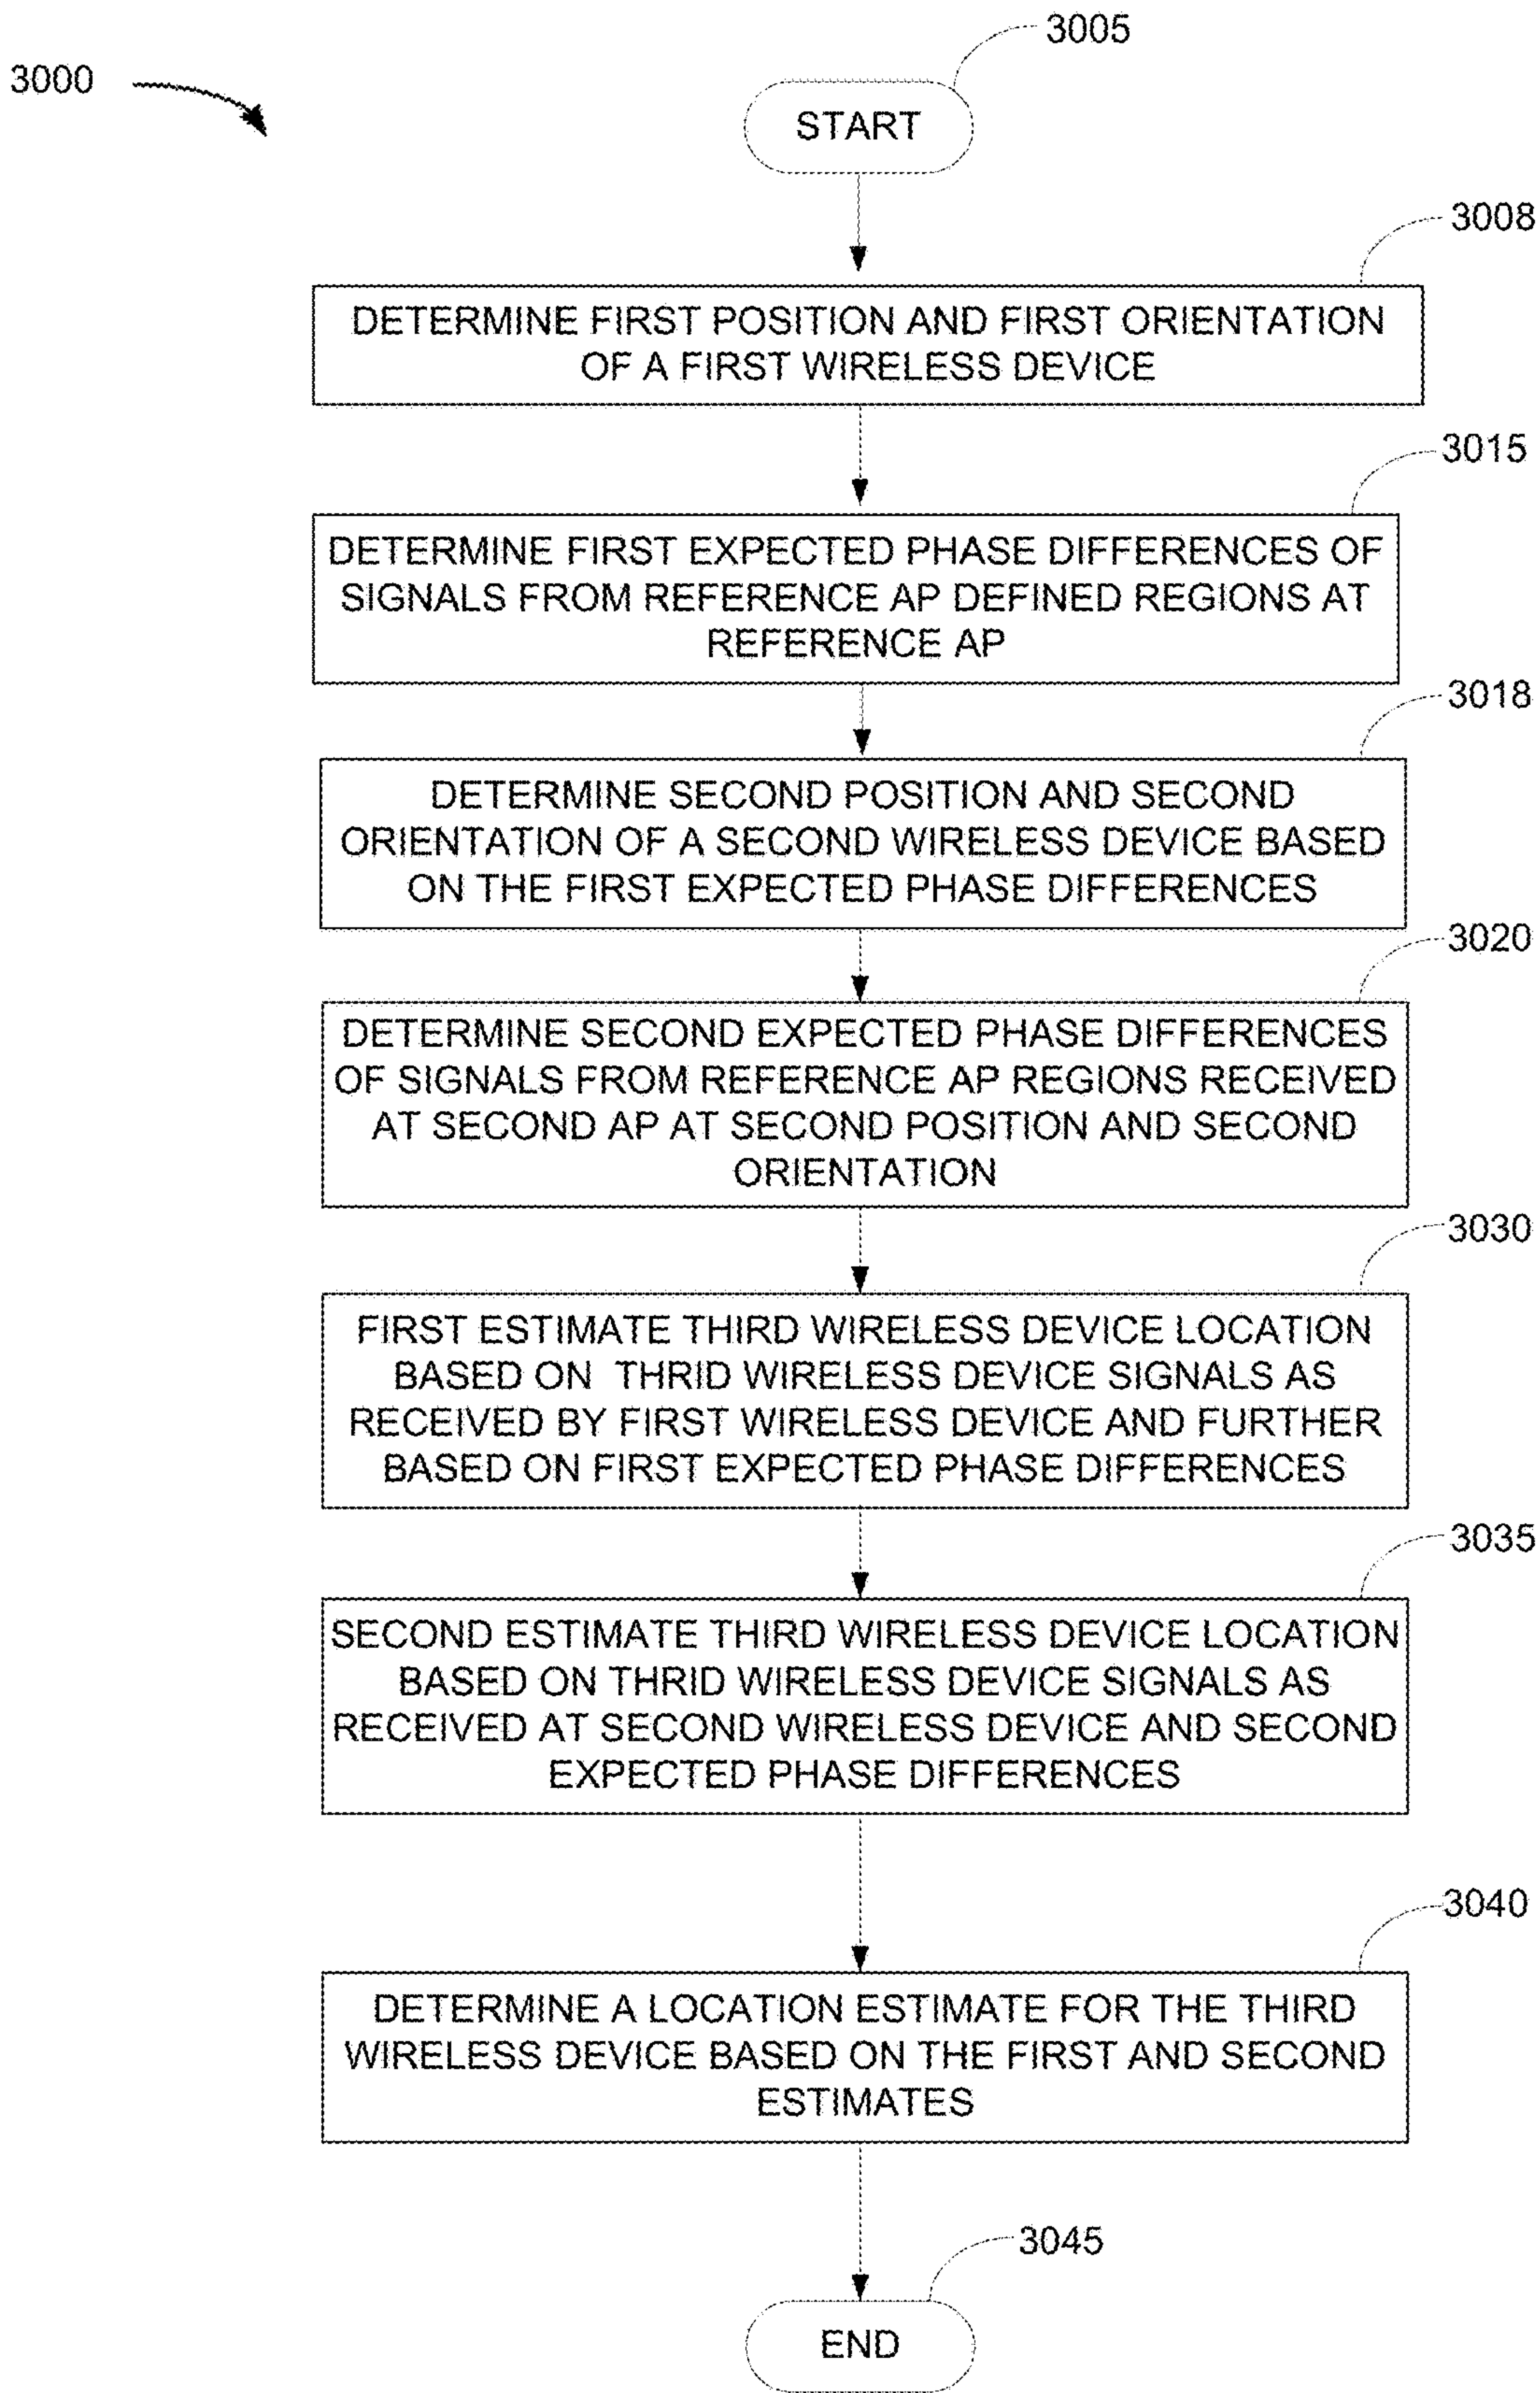 3000
3005
START
3008
DETERMINE FIRST POSITION AND FIRST ORIENTATION
OF A FIRST WIRELESS DEVICE
3015
DETERMINE FIRST EXPECTED PHASE DIFFERENCES OF
SIGNALS FROM REFERENCE AP DEFINED REGIONS AT
REFERENCE AP
3018
DETERMINE SECOND POSITION AND SECOND
ORIENTATION OF A SECOND WIRELESS DEVICE BASED
ON THE FIRST EXPECTED PHASE DIFFERENCES
3020
DETERMINE SECOND EXPECTED PHASE DIFFERENCES
OF SIGNALS FROM REFERENCE AP REGIONS RECEIVED
AT SECOND AP AT SECOND POSITION AND SECOND
ORIENTATION
3030
FIRST ESTIMATE THIRD WIRELESS DEVICE LOCATION
BASED ON THRID WIRELESS DEVICE SIGNALS AS
RECEIVED BY FIRST WIRELESS DEVICE AND FURTHER
BASED ON FIRST EXPECTED PHASE DIFFERENCES
3035
SECOND ESTIMATE THIRD WIRELESS DEVICE LOCATION
BASED ON THRID WIRELESS DEVICE SIGNALS AS
RECEIVED AT SECOND WIRELESS DEVICE AND SECOND
EXPECTED PHASE DIFFERENCES
3040
DETERMINE A LOCATION ESTIMATE FOR THE THIRD
WIRELESS DEVICE BASED ON THE FIRST AND SECOND
ESTIMATES
3045
END